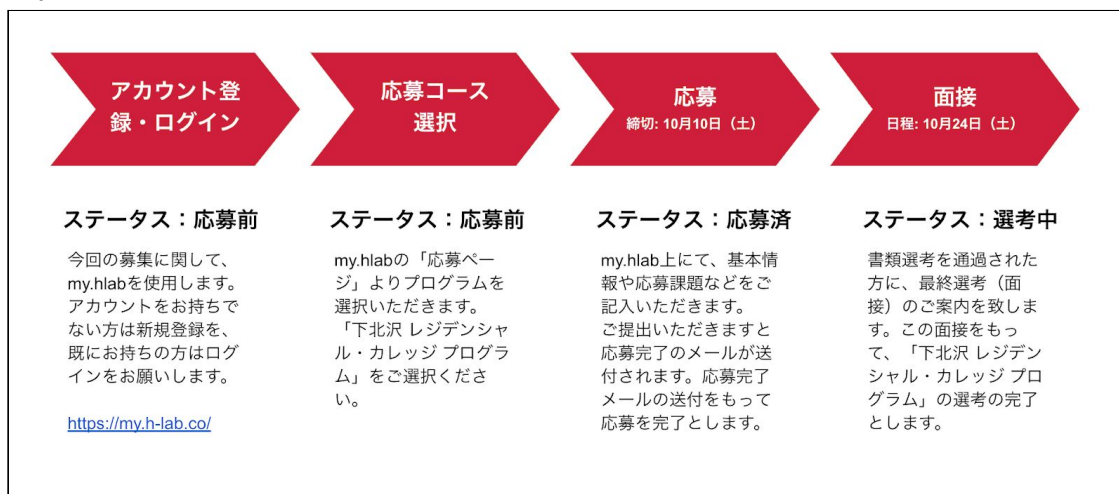 アカウント登
録・ログイン
応募コース
選択
応募
締切: 10月10日（土）
面接
日程: 10月24日（土）
ステータス：応募前
今回の募集に関して、
my.hlabを使用します。
アカウントをお持ちで
ない方は新規登録を、
既にお持ちの方はログ
インをお願いします。
https://my.h-lab.co/
ステータス：応募前
my.hlabの「応募ペー
ジ」よりプログラムを
選択いただきます。
「下北沢 レジデンシャ
ル・カレッジ プログラ
ム」をご選択くださ
い。
ステータス：応募済
my.hlab上にて、基本情
報や応募課題などをご
記入いただきます。
ご提出いただきますと
応募完了のメールが送
付されます。応募完了
メールの送付をもって
応募を完了とします。
ステータス：選考中
書類選考を通過された
方に、最終選考（面
接）のご案内を致しま
す。この面接をもっ
て、「下北沢 レジデン
シャル・カレッジ プロ
グラム」の選考の完了
とします。